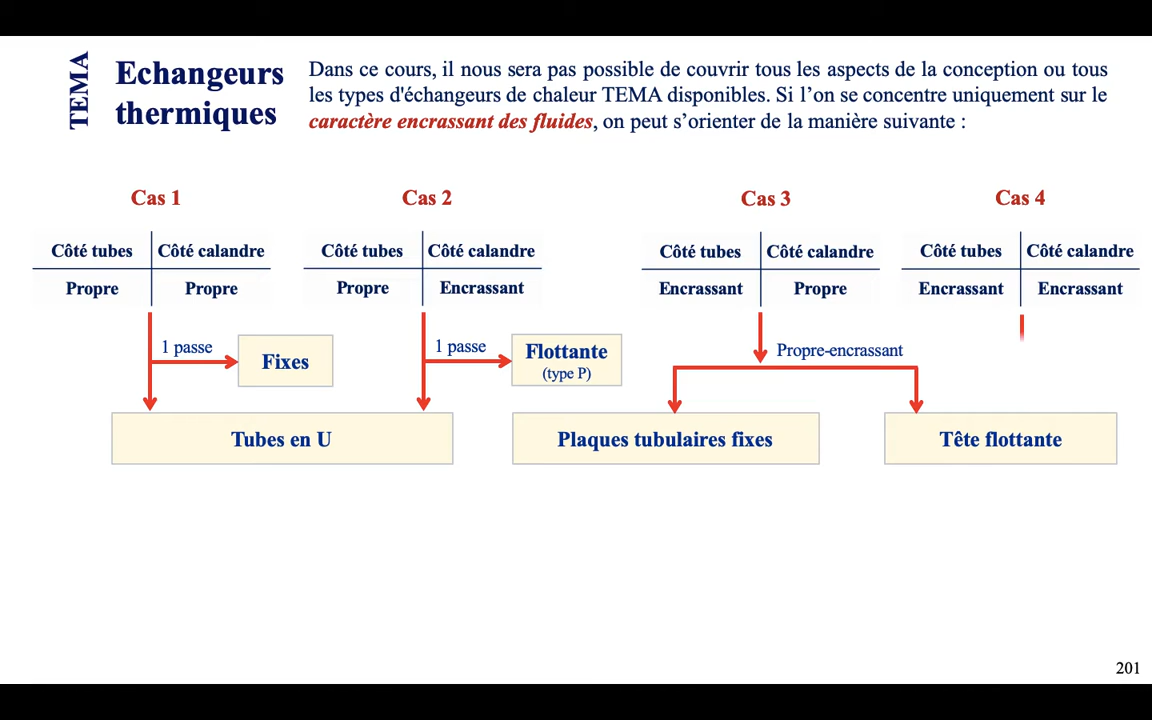 TEMA
Echangeurs
thermiques
Dans ce cours, il nous sera pas possible de couvrir tous les aspects de la conception ou tous
les types d'échangeurs de chaleur TEMA disponibles. Si l'on se concentre uniquement sur le
caractère encrassant des fluides, on peut s'orienter de la manière suivante :
Cas 1
Cas 2
Cas 3
Cas 4
Côté tubes
Côté calandre
Propre
Propre
Côté tubes
Côté calandre
Propre
Encrassant
Côté tubes
Côté calandre
Encrassant
Propre
Côté tubes
Côté calandre
Encrassant
Encrassant
1 passe
Fixes
1 passe
Flottante
(type P)
Propre-encrassant
Tubes en U
Plaques tubulaires fixes
Tête flottante
201